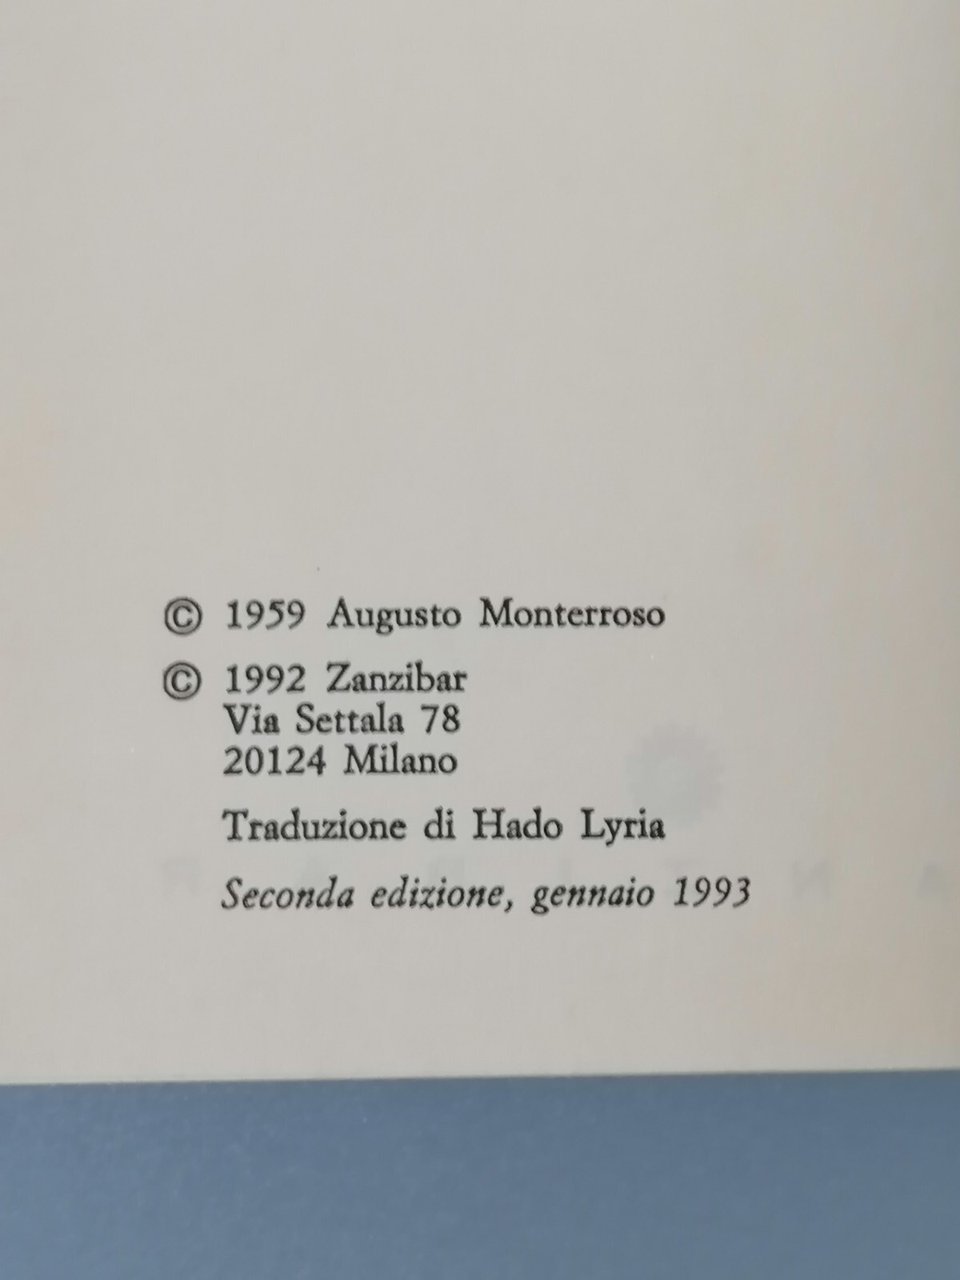 © 1959 Augusto Monterroso
© 1992 Zanzibar
Via Settala 78
20124 Milano
Traduzione di Hado Lyria
Seconda edizione, gennaio 1993